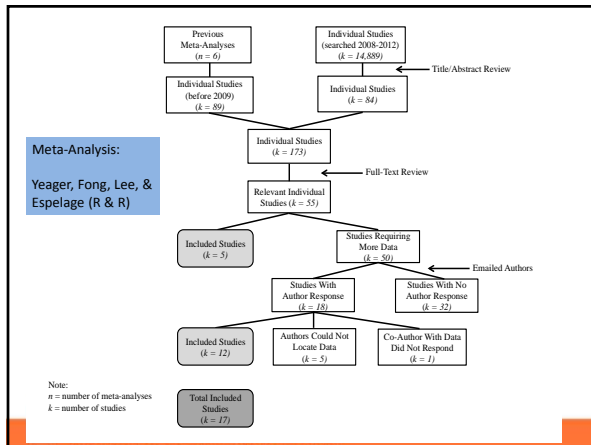 Previous
Meta-Analyses
(n = 6)
Individual Studies
(searched 2008-2012)
(k = 14,889)
Title/Abstract Review
Individual Studies
(before 2009)
(k = 89)
Individual Studies
(k = 84)
Individual Studies
(k = 173)
Meta-Analysis:
Yeager, Fong, Lee, &
Espelage (R & R)
Full-Text Review
Relevant Individual
Studies (k = 55)
Included Studies
(k = 5)
Studies Requiring
More Data
(k = 50)
Emailed Authors
Studies With
Author Response
(k = 18)
Studies With No
Author Response
(k = 32)
Included Studies
(k = 12)
Authors Could Not
Locate Data
(k = 5)
Co-Author With Data
Did Not Respond
(k = 1)
Note:
n = number of meta-analyses
k = number of studies
Total Included
Studies
(k = 17)